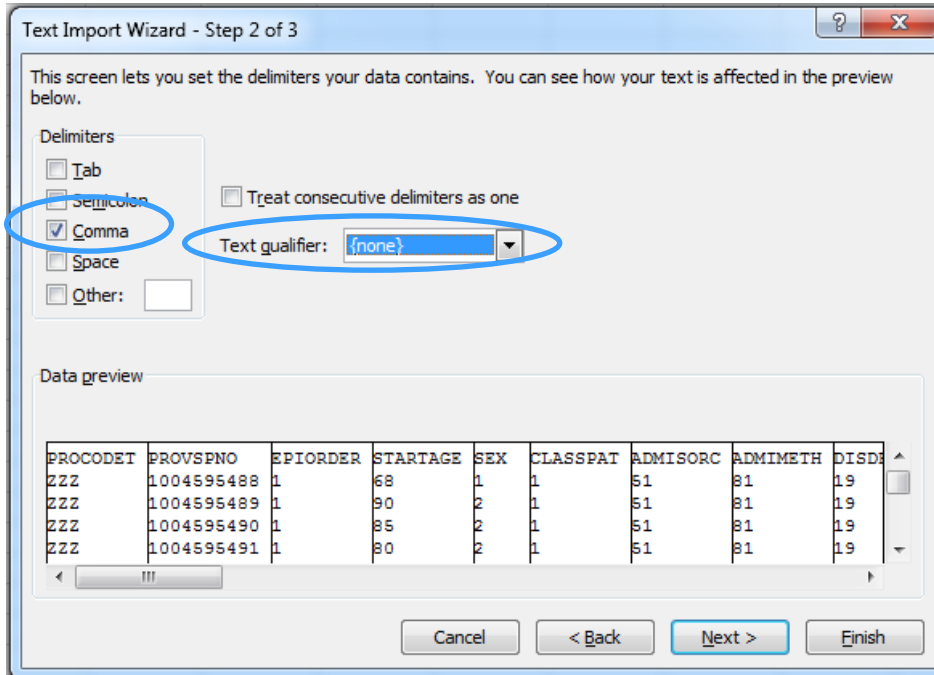 Text Import Wizard - Step 2 of 3
This screen lets you set the delimiters your data contains. You can see how your text is affected in the preview
below.
Delimiters
Tab
Semicolon
Treat consecutive delimiters as one
Comma
Text qualifier: {none}
Space
Other:
Data preview
PROCODET PROVSPNO EPIORDER STARTAGE SEX CLASSPAT ADMISORC ADMIMETH
ZZZ 1004595488 1 68 1 1 51 81 19
ZZZ 1004595489 1 90 2 1 51 81 19
ZZZ 1004595490 1 85 2 1 51 81 19
ZZZ 1004595491 1 80 2 1 51 81 19
Cancel < Back Next > Finish